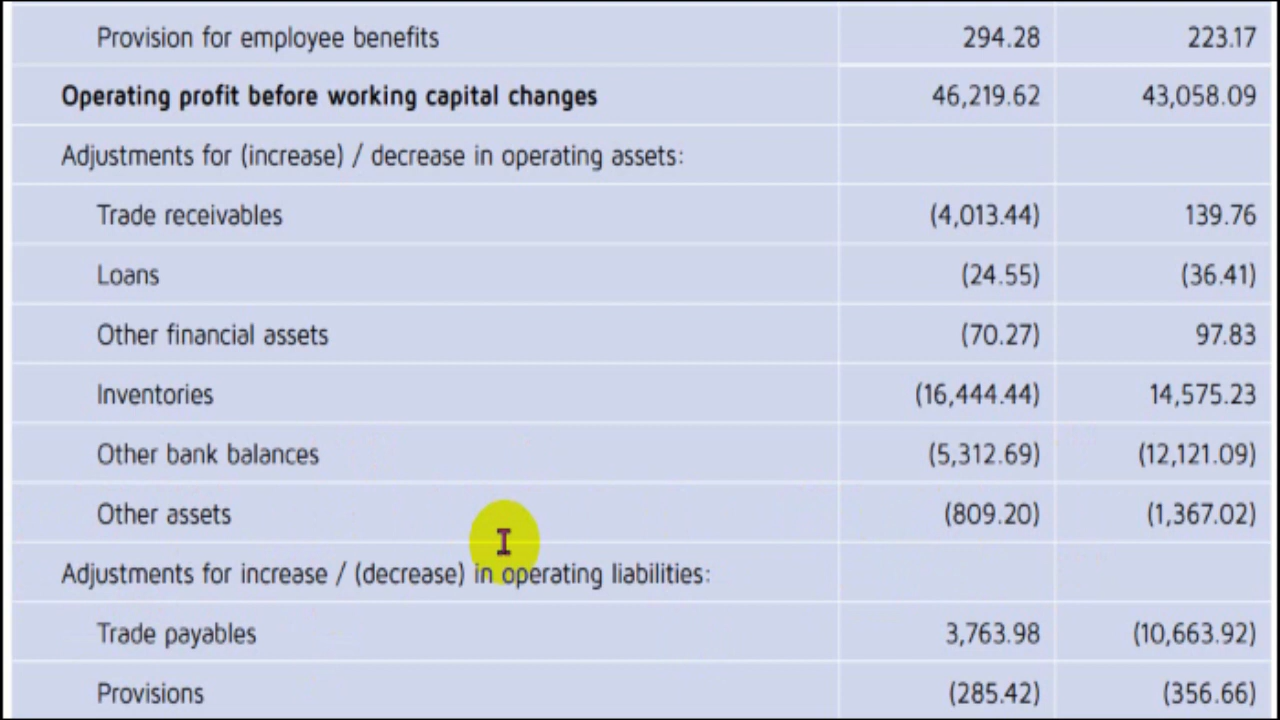 Provision for employee benefits 294.28 223.17
Operating profit before working capital changes 46,219.62 43,058.09
Adjustments for (increase) / decrease in operating assets:
Trade receivables (4,013.44) 139.76
Loans (24.55) (36.41)
Other financial assets (70.27) 97.83
Inventories (16,444.44) 14,575.23
Other bank balances (5,312.69) (12,121.09)
Other assets (809.20) (1,367.02)
Adjustments for increase / (decrease) in operating liabilities:
Trade payables 3,763.98 (10,663.92)
Provisions (285.42) (356.66)